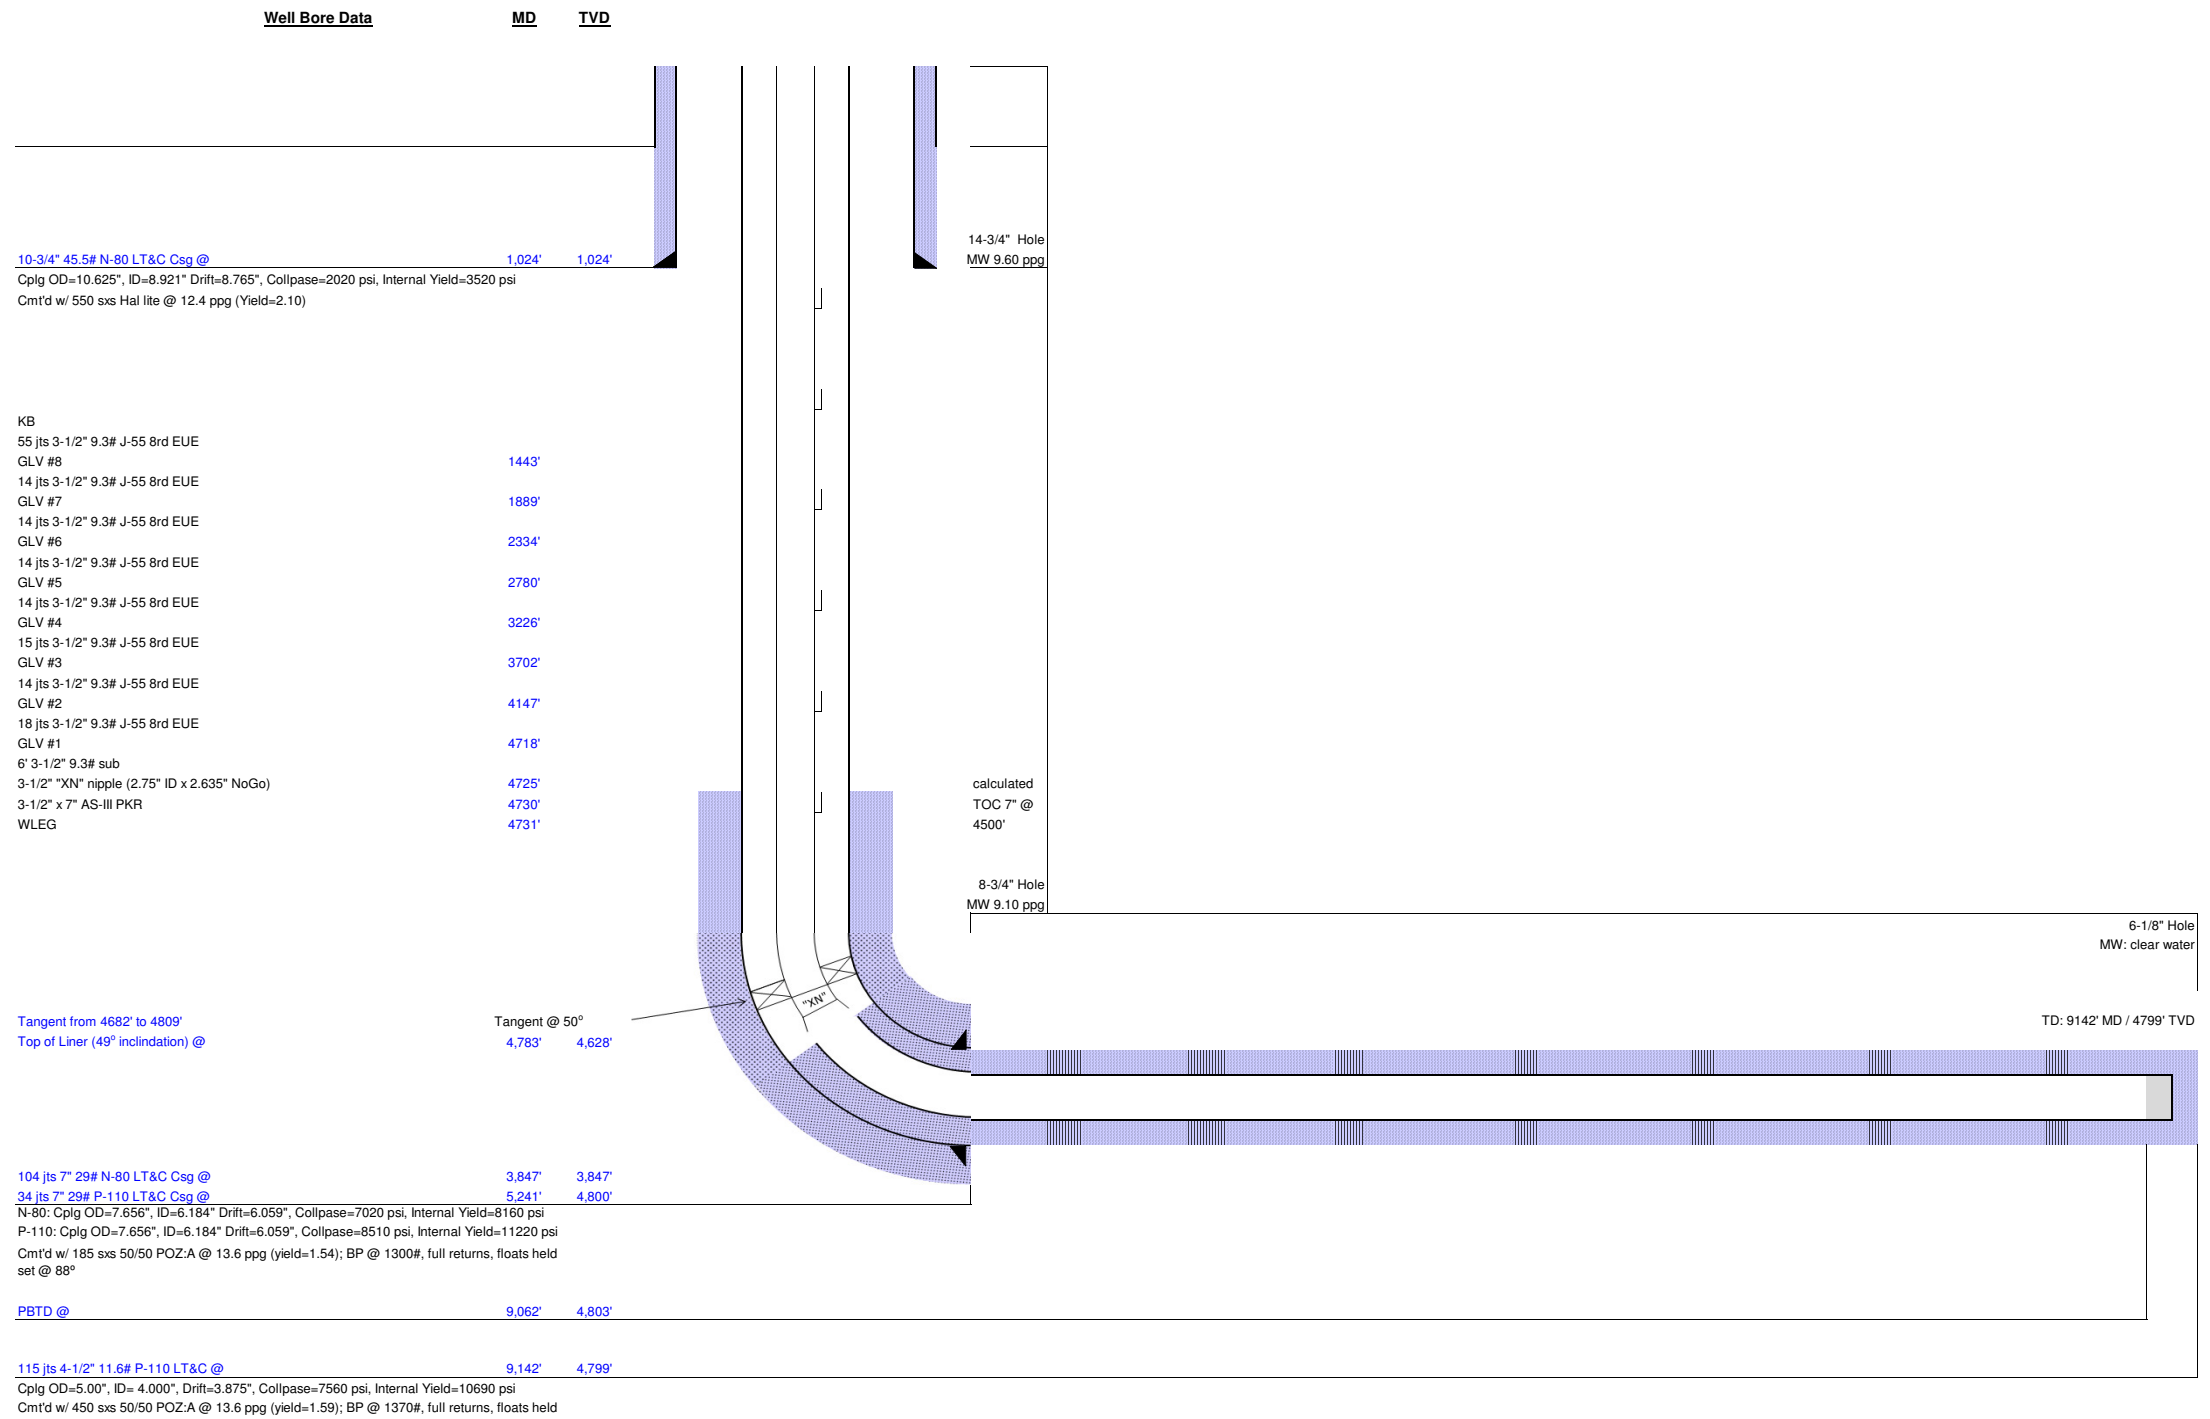 Well Bore Data MD TVD
14-3/4" Hole
10-3/4" 45.5# N-80 LT&C Csg @ 1,024' 1,024' MW 9.60 ppg
Cplg OD=10.625", ID=8.921" Drift=8.765", Collpase=2020 psi, Internal Yield=3520 psi
Cmt'd w/ 550 sxs Hal lite @ 12.4 ppg (Yield=2.10)
KB
55 jts 3-1/2" 9.3# J-55 8rd EUE
GLV #8 1443'
14 jts 3-1/2" 9.3# J-55 8rd EUE
GLV #7 1889'
14 jts 3-1/2" 9.3# J-55 8rd EUE
GLV #6 2334'
14 jts 3-1/2" 9.3# J-55 8rd EUE
GLV #5 2780'
14 jts 3-1/2" 9.3# J-55 8rd EUE
GLV #4 3226'
15 jts 3-1/2" 9.3# J-55 8rd EUE
GLV #3 3702'
14 jts 3-1/2" 9.3# J-55 8rd EUE
GLV #2 4147'
18 jts 3-1/2" 9.3# J-55 8rd EUE
GLV #1 4718'
6' 3-1/2" 9.3# sub
3-1/2" "XN" nipple (2.75" ID x 2.635" NoGo) 4725' calculated
3-1/2" x 7" AS-III PKR 4730' TOC 7" @
WLEG 4731' 4500'
8-3/4" Hole
MW 9.10 ppg
6-1/8" Hole
MW: clear water
"XN"
Tangent from 4682' to 4809' Tangent @ 50º TD: 9142' MD / 4799' TVD
Top of Liner (49º inclindation) @ 4,783' 4,628'
104 jts 7" 29# N-80 LT&C Csg @ 3,847' 3,847'
34 jts 7" 29# P-110 LT&C Csg @ 5,241' 4,800'
N-80: Cplg OD=7.656", ID=6.184" Drift=6.059", Collpase=7020 psi, Internal Yield=8160 psi
P-110: Cplg OD=7.656", ID=6.184" Drift=6.059", Collpase=8510 psi, Internal Yield=11220 psi
Cmt'd w/ 185 sxs 50/50 POZ:A @ 13.6 ppg (yield=1.54); BP @ 1300#, full returns, floats held
set @ 88º
PBTD @ 9,062' 4,803'
115 jts 4-1/2" 11.6# P-110 LT&C @ 9,142' 4,799'
Cplg OD=5.00", ID= 4.000", Drift=3.875", Collpase=7560 psi, Internal Yield=10690 psi
Cmt'd w/ 450 sxs 50/50 POZ:A @ 13.6 ppg (yield=1.59); BP @ 1370#, full returns, floats held